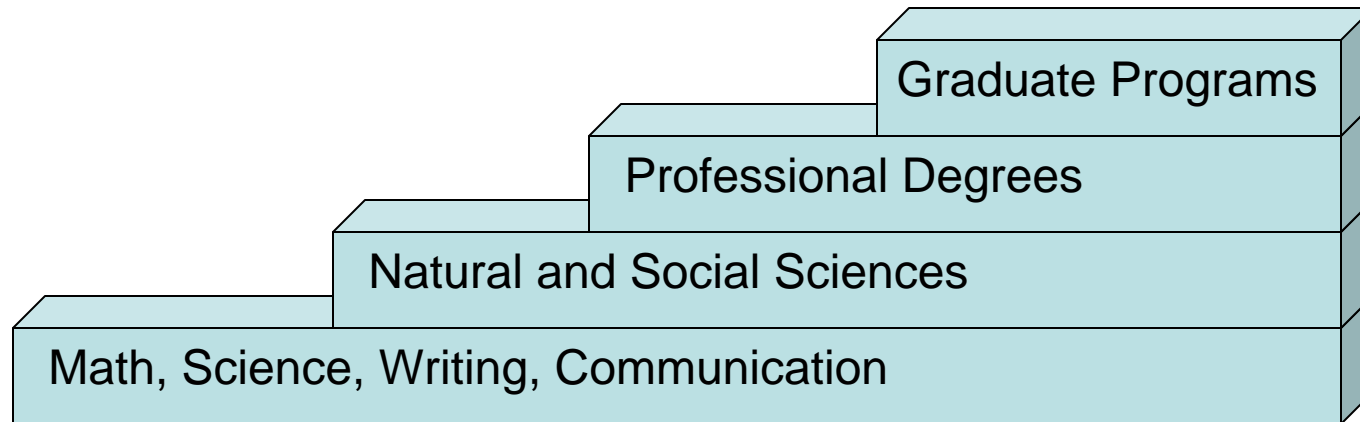 Graduate Programs
Professional Degrees
Natural and Social Sciences
Math, Science, Writing, Communication